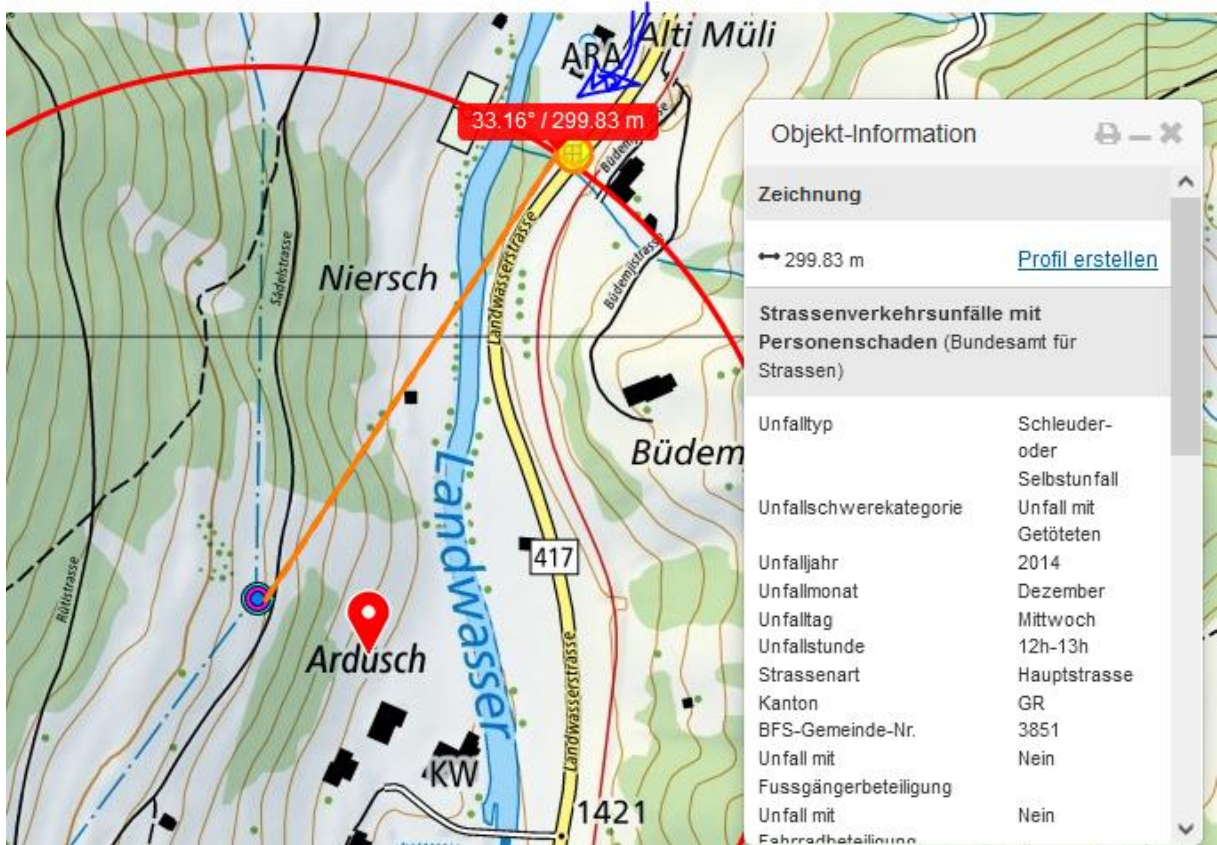 Alti Müli
ARA
33.16° / 299.83 m
Büdemjistrasse
Landwasserstrasse
Niersch
Sädelstrasse
Büdemjistrasse
Büdem
Landwasser
417
Rütistrasse
Ardüsch
Landwasserstrasse
KW
1421
Objekt-Information
Zeichnung
299.83 m Profil erstellen
Strassenverkehrsunfälle mit
Personenschaden (Bundesamt für
Strassen)
Unfalltyp Schleuder-
oder
Selbstunfall
Unfallschwerekategorie Unfall mit
Getöteten
Unfalljahr 2014
Unfallmonat Dezember
Unfalltag Mittwoch
Unfallstunde 12h-13h
Strassenart Hauptstrasse
Kanton GR
BFS-Gemeinde-Nr. 3851
Unfall mit Nein
Fussgängerbeteiligung
Unfall mit Nein
Fahrradbeteiligung